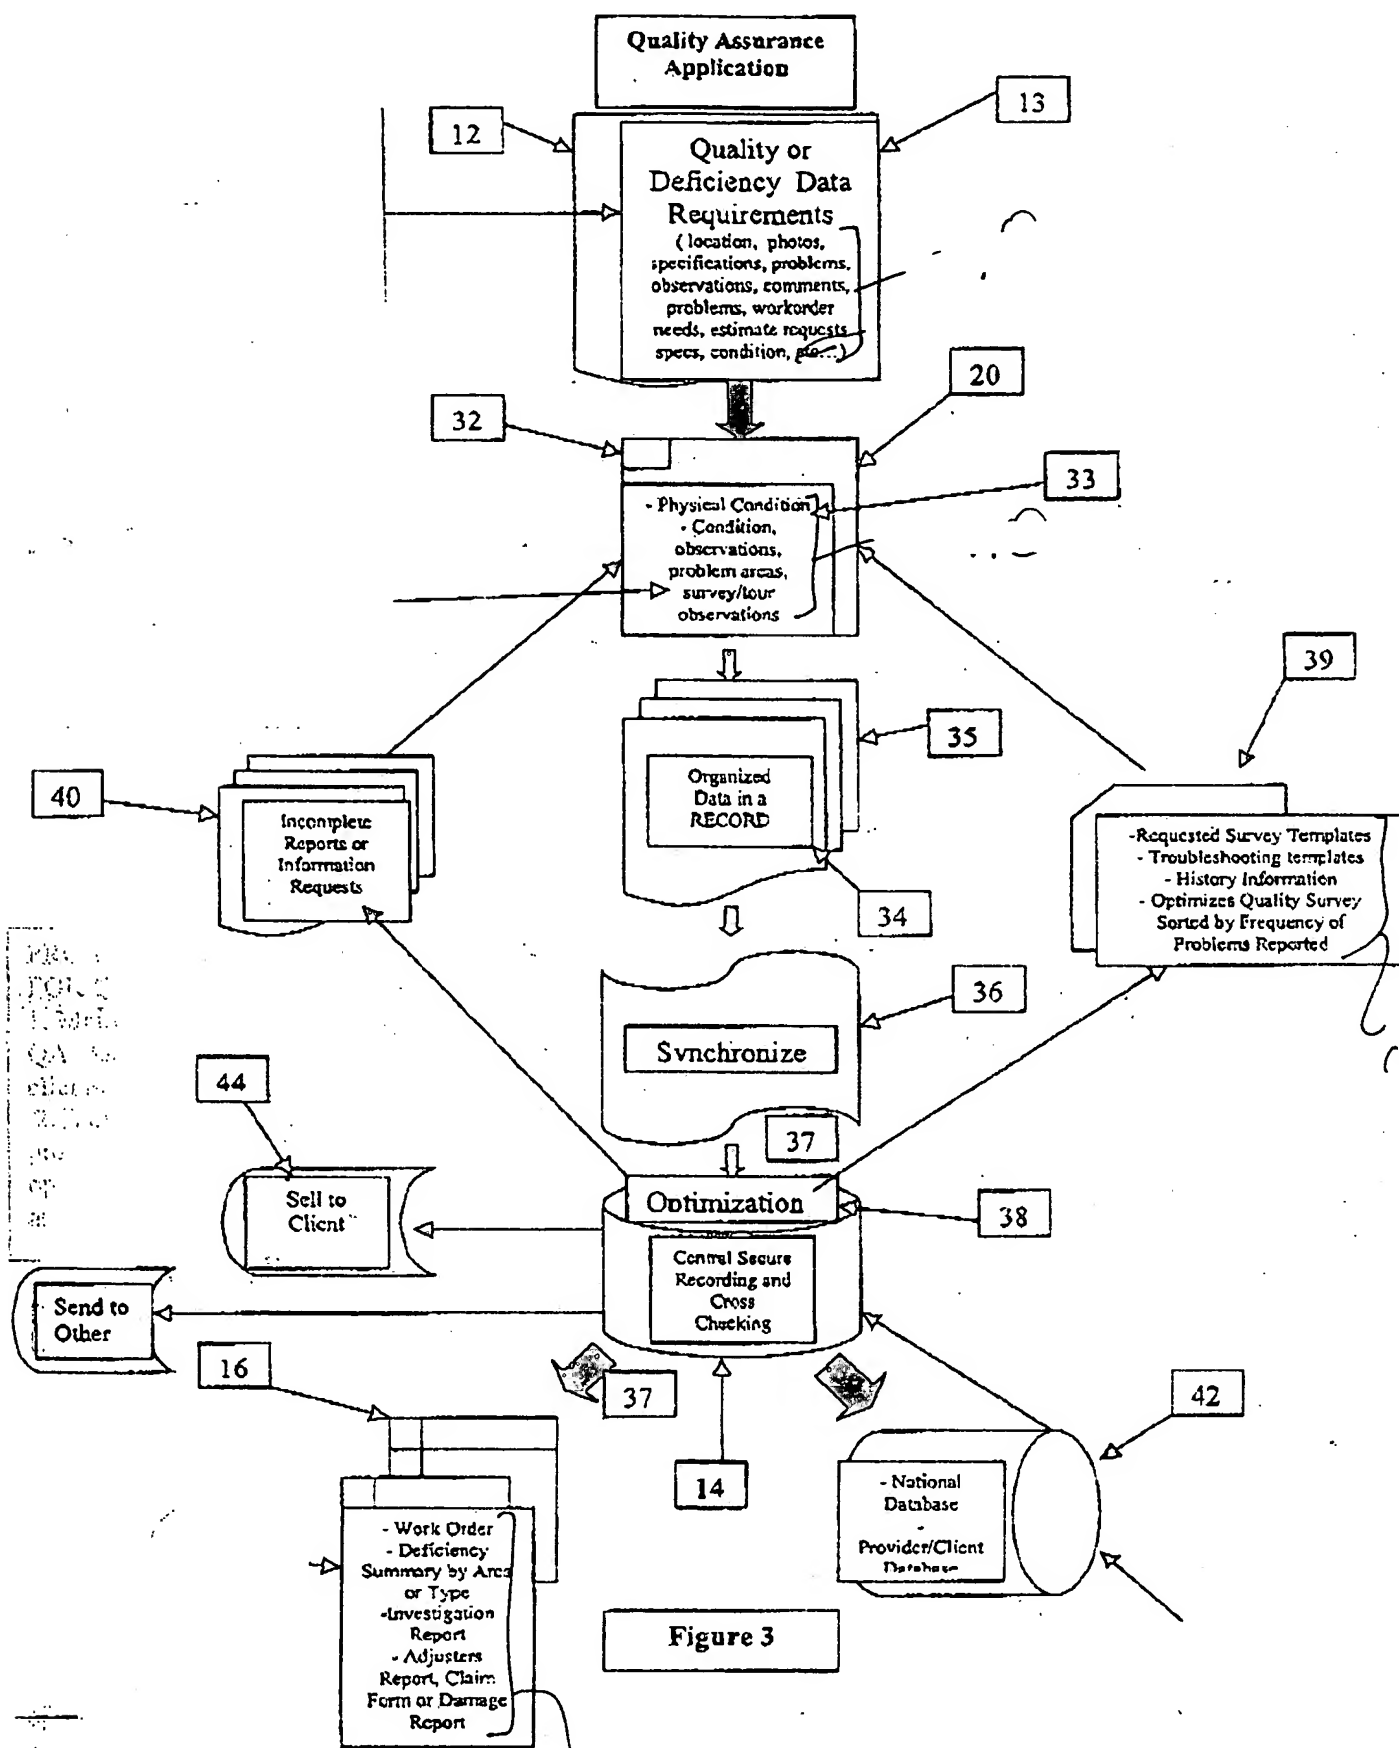 Quality Assurance
Application
12
13
Quality or
Deficiency Data
Requirements
( location, photos,
specifications, problems,
observations, comments,
problems, workorder
needs, estimate requests
specs, condition, etc...)
20
32
33
- Physical Condition
- Condition,
observations,
problem areas,
survey/tour
observations
39
35
40
Organized
Data in a
RECORD
Incomplete
Reports or
Information
Requests
-Requested Survey Templates
- Troubleshooting templates
- History Information
- Optimizes Quality Survey
Sorted by Frequency of
Problems Reported
34
36
Synchronize
44
37
Sell to
Client
Optimization
38
Central Secure
Recording and
Cross
Checking
Send to
Other
16
37
42
14
- National
Database
-
Provider/Client
Database
- Work Order
- Deficiency
Summary by Area
or Type
-Investigation
Report
- Adjusters
Report, Claim
Form or Damage
Report
Figure 3
QA